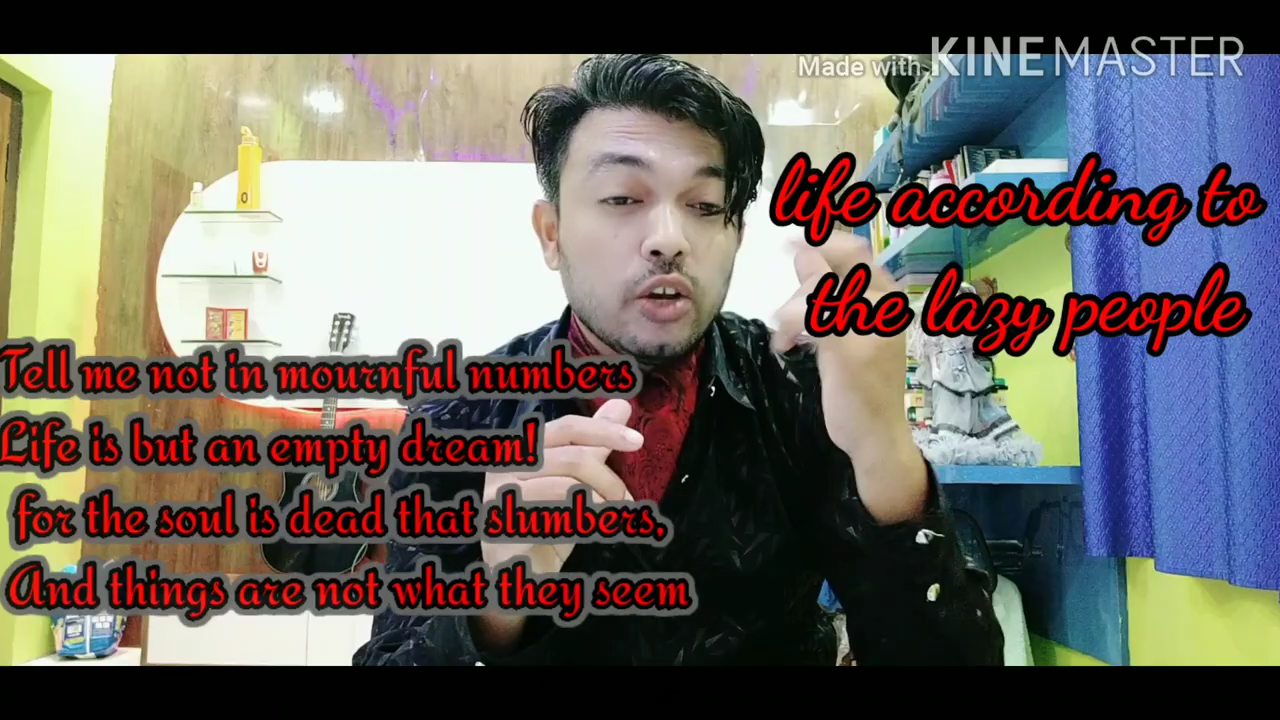 Made with KINEMASTER
life according to
the lazy people
Tell me not in mournful numbers
Life is but an empty dream!
for the soul is dead that slumbers,
And things are not what they seem